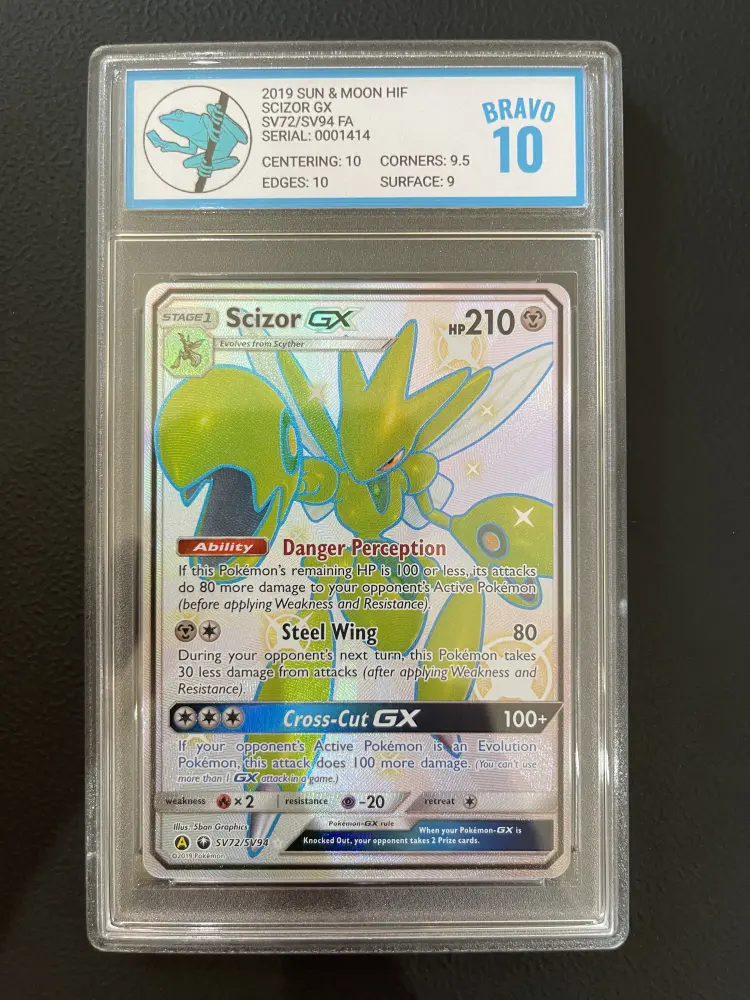 2019 SUN & MOON HIF
SCIZOR GX
SV72/SV94 FA
SERIAL: 0001414
CENTERING: 10 CORNERS: 9.5
EDGES: 10 SURFACE: 9
BRAVO
10
STAGE1
Scizor GX
HP210
Evolves from Scyther
Ability Danger Perception
If this Pokémon's remaining HP is 100 or less, its attacks
do 80 more damage to your opponent's Active Pokémon
(before applying Weakness and Resistance).
Steel Wing 80
During your opponent's next turn, this Pokémon takes
30 less damage from attacks (after applying Weakness and
Resistance).
Cross-Cut GX 100+
If your opponent's Active Pokémon is an Evolution
Pokémon, this attack does 100 more damage. (You can't use
more than 1 GX attack in a game.)
weakness ×2 resistance -20 retreat
Illus. 5ban Graphics
A SV72/SV94
©2019 Pokémon
Pokémon-GX rule
When your Pokémon-GX is
Knocked Out, your opponent takes 2 Prize cards.